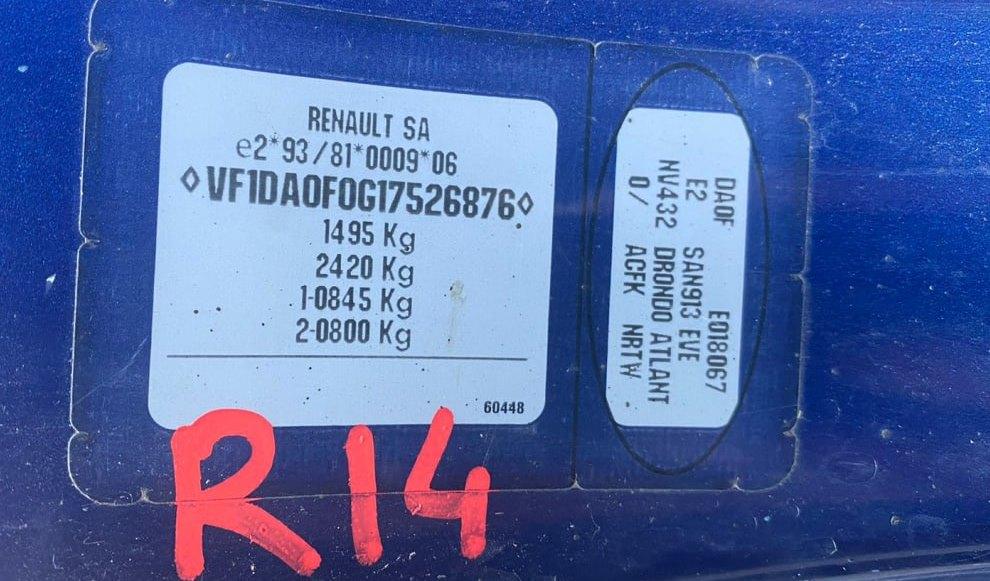 RENAULT SA
e2*93/81*0009*06
◊VF1DA0F0G17526876◊
1495 Kg
2420 Kg
1-0845 Kg
2-0800 Kg
60448
DA0F E018067
E2 SAN913 EVE
NV432 DRONDO ATLANT
0/ ACFK NRTW
R14